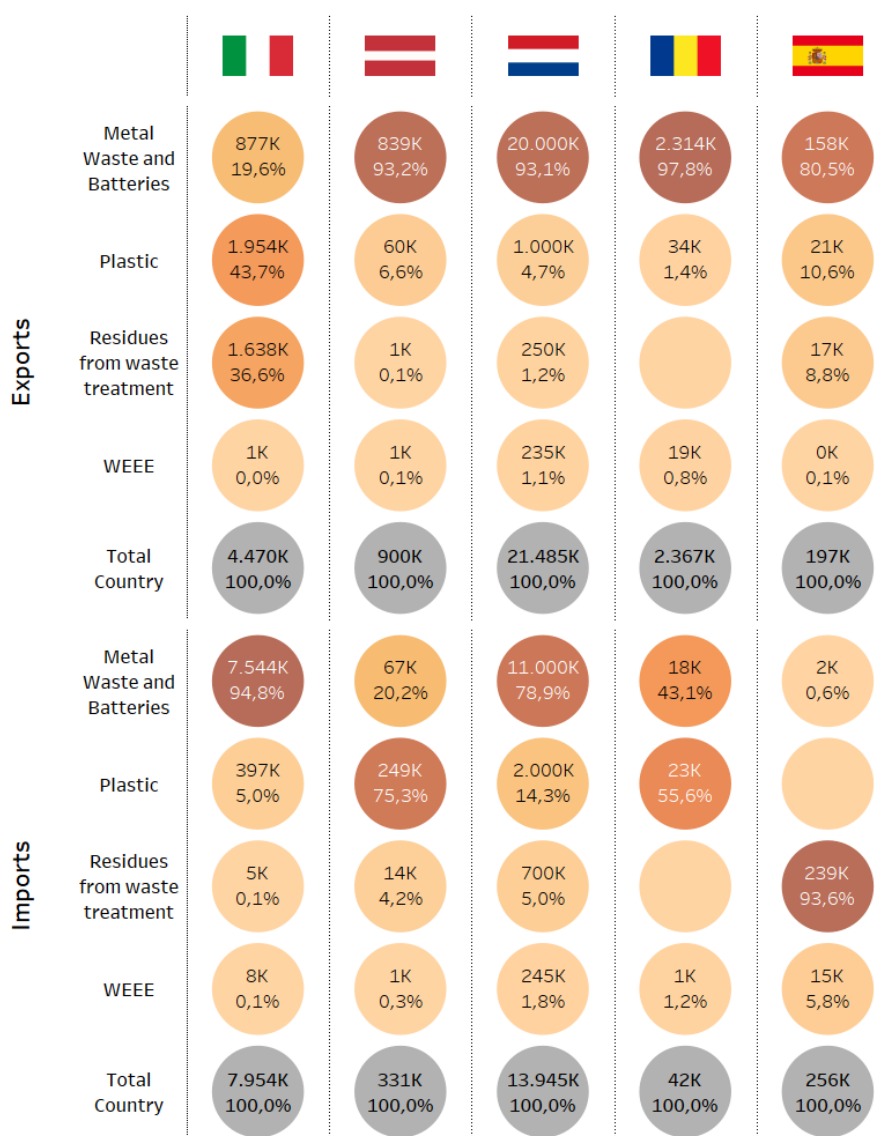 Exports
Metal
Waste and
Batteries
877K
19,6%
839K
93,2%
20.000K
93,1%
2.314K
97,8%
158K
80,5%
Plastic
1.954K
43,7%
60K
6,6%
1.000K
4,7%
34K
1,4%
21K
10,6%
Residues
from waste
treatment
1.638K
36,6%
1K
0,1%
250K
1,2%
17K
8,8%
WEEE
1K
0,0%
1K
0,1%
235K
1,1%
19K
0,8%
0K
0,1%
Total
Country
4.470K
100,0%
900K
100,0%
21.485K
100,0%
2.367K
100,0%
197K
100,0%
Imports
Metal
Waste and
Batteries
7.544K
94,8%
67K
20,2%
11.000K
78,9%
18K
43,1%
2K
0,6%
Plastic
397K
5,0%
249K
75,3%
2.000K
14,3%
23K
55,6%
Residues
from waste
treatment
5K
0,1%
14K
4,2%
700K
5,0%
239K
93,6%
WEEE
8K
0,1%
1K
0,3%
245K
1,8%
1K
1,2%
15K
5,8%
Total
Country
7.954K
100,0%
331K
100,0%
13.945K
100,0%
42K
100,0%
256K
100,0%